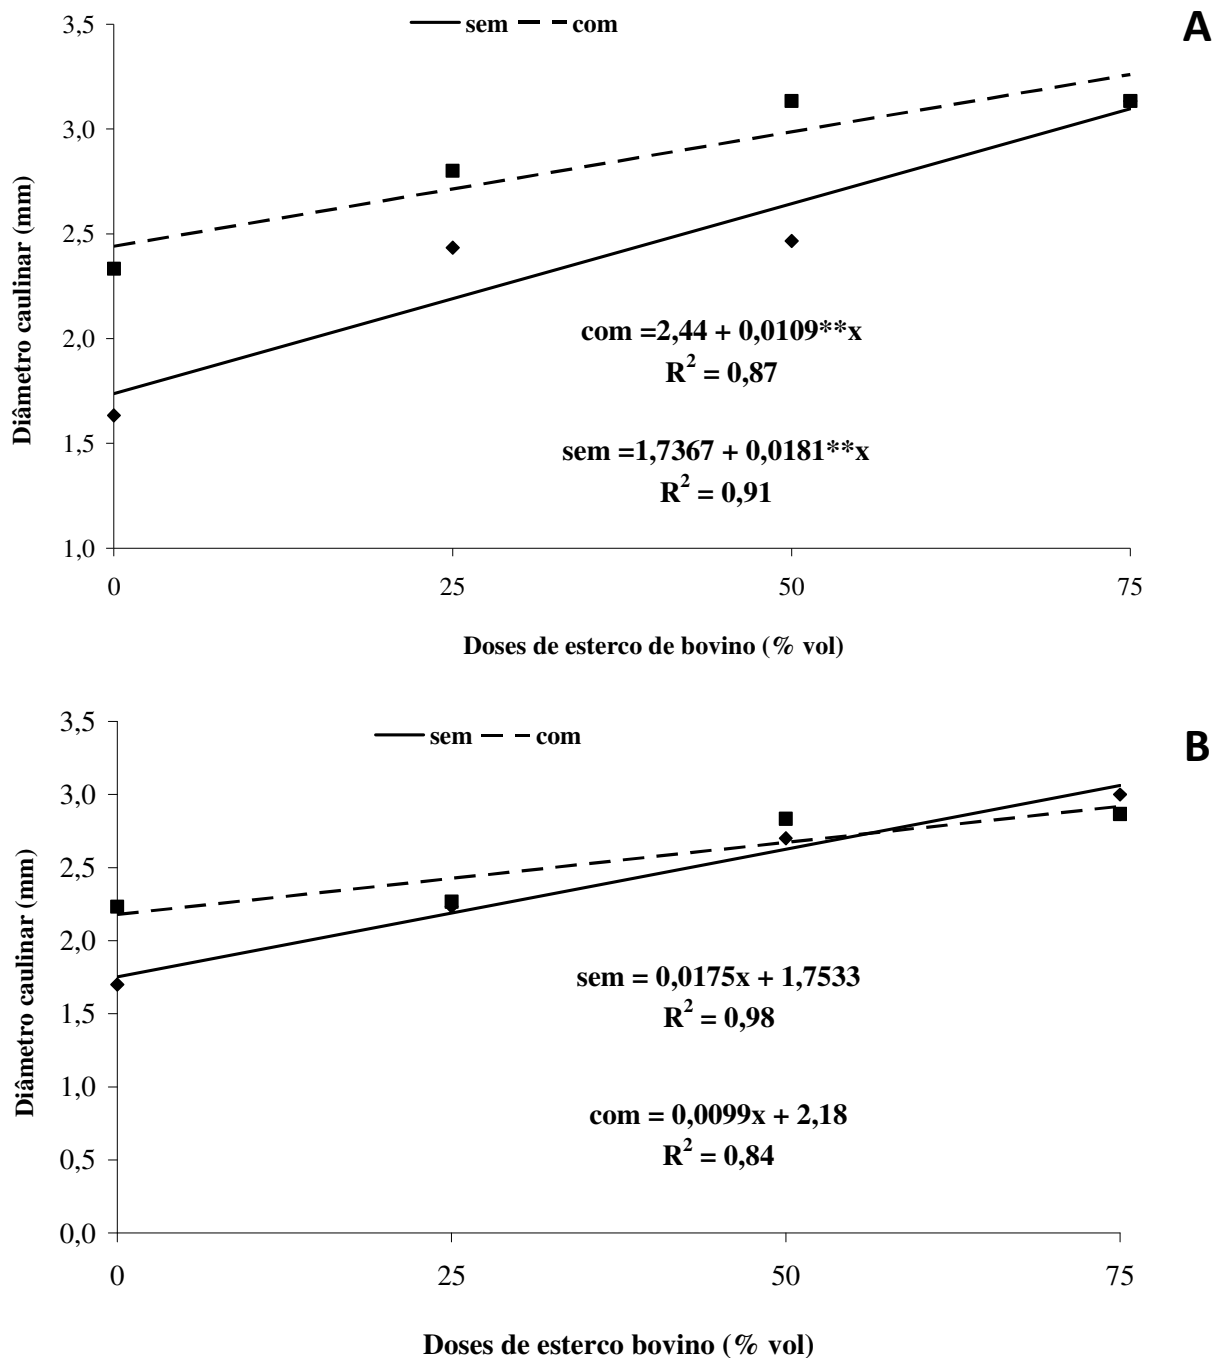 sem com
A
3,5
3,0
2,5
2,0
1,5
1,0
Diâmetro caulinar (mm)
com =2,44 + 0,0109**x
R² = 0,87
sem =1,7367 + 0,0181**x
R² = 0,91
0 25 50 75
Doses de esterco de bovino (% vol)
sem com
B
3,5
3,0
2,5
2,0
1,5
1,0
0,5
0,0
Diâmetro caulinar (mm)
sem = 0,0175x + 1,7533
R² = 0,98
com = 0,0099x + 2,18
R² = 0,84
0 25 50 75
Doses de esterco bovino (% vol)